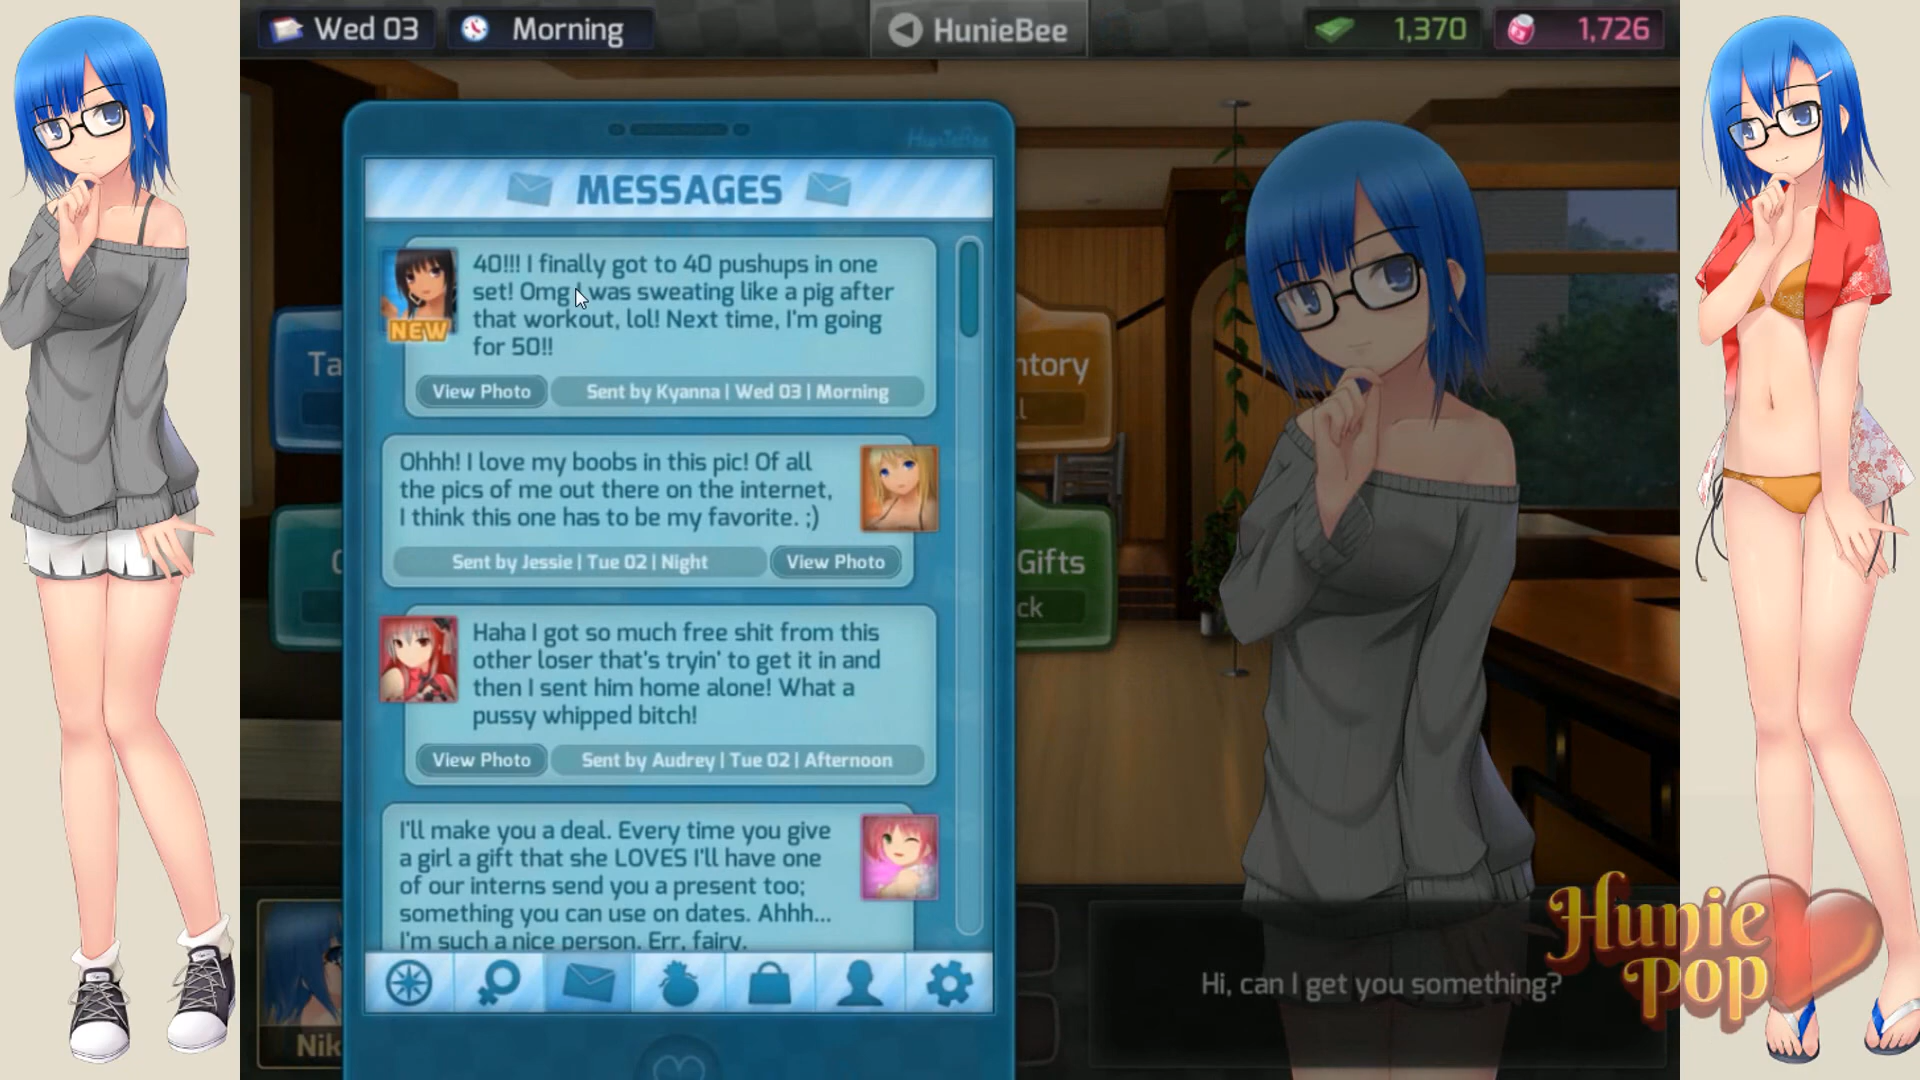 Wed 03
Morning
HunieBee
1,370
1,726
HunieBee
MESSAGES
40!!! I finally got to 40 pushups in one
set! Omg I was sweating like a pig after
that workout, lol! Next time, I'm going
for 50!!
NEW
View Photo
Sent by Kyanna | Wed 03 | Morning
Ohhh! I love my boobs in this pic! Of all
the pics of me out there on the internet,
I think this one has to be my favorite. ;)
Sent by Jessie | Tue 02 | Night
View Photo
Haha I got so much free shit from this
other loser that's tryin' to get it in and
then I sent him home alone! What a
pussy whipped bitch!
View Photo
Sent by Audrey | Tue 02 | Afternoon
I'll make you a deal. Every time you give
a girl a gift that she LOVES I'll have one
of our interns send you a present too;
something you can use on dates. Ahhh...
I'm such a nice person. Err, fairy.
Ta
ntory
Gifts
ck
Nik
Hi, can I get you something?
Hunie
Pop